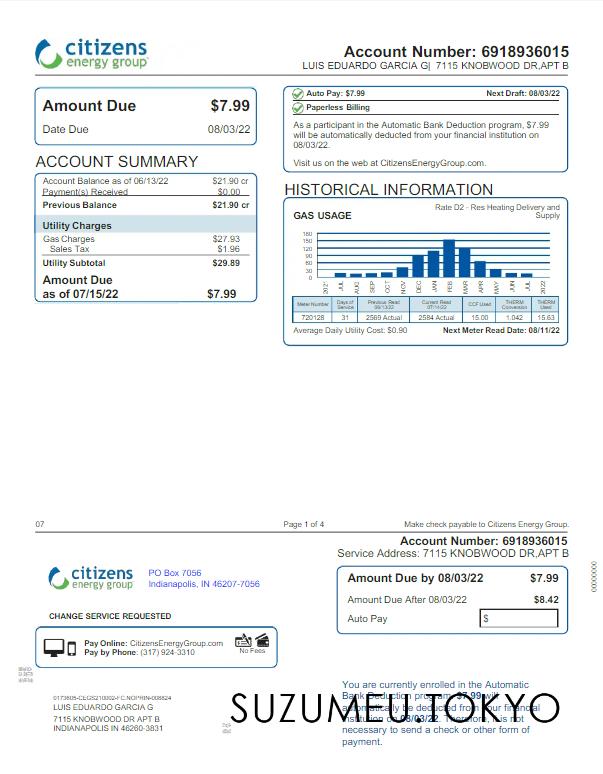 citizens
energy group
Account Number: 6918936015
LUIS EDUARDO GARCIA G| 7115 KNOBWOOD DR,APT B
Amount Due $7.99
Date Due 08/03/22
ACCOUNT SUMMARY
Account Balance as of 06/13/22 $21.90 cr
Payment(s) Received $0.00
Previous Balance $21.90 cr
Utility Charges
Gas Charges $27.93
Sales Tax $1.96
Utility Subtotal $29.89
Amount Due
as of 07/15/22 $7.99
Auto Pay: $7.99 Next Draft: 08/03/22
Paperless Billing
As a participant in the Automatic Bank Deduction program, $7.99
will be automatically deducted from your financial institution on
08/03/22.
Visit us on the web at CitizensEnergyGroup.com.
HISTORICAL INFORMATION
Rate D2 - Res Heating Delivery and
Supply
GAS USAGE
180
150
120
90
60
30
0
2021 JUL AUG SEP OCT NOV DEC JAN FEB MAR APR MAY JUN JUL 2022
Meter Number Days of Service Previous Read 06/13/22 Current Read 07/14/22 CCF Used THERM Conversion THERM Used
720128 31 2569 Actual 2584 Actual 15.00 1.042 15.63
Average Daily Utility Cost: $0.90 Next Meter Read Date: 08/11/22
07 Page 1 of 4 Make check payable to Citizens Energy Group.
Account Number: 6918936015
Service Address: 7115 KNOBWOOD DR,APT B
citizens
energy group
PO Box 7056
Indianapolis, IN 46207-7056
Amount Due by 08/03/22 $7.99
Amount Due After 08/03/22 $8.42
Auto Pay $
00000000
CHANGE SERVICE REQUESTED
Pay Online: CitizensEnergyGroup.com
Pay by Phone: (317) 924-3310
No Fees
0173605-CEGS210002-FC.NOPRIN-008824
LUIS EDUARDO GARCIA G
7115 KNOBWOOD DR APT B
INDIANAPOLIS IN 46260-3831
You are currently enrolled in the Automatic
Bank Deduction program. $7.99 will
automatically be deducted from your financial
institution on 08/03/22. Therefore, it is not
necessary to send a check or other form of
payment.
SUZUMEJ TOKYO